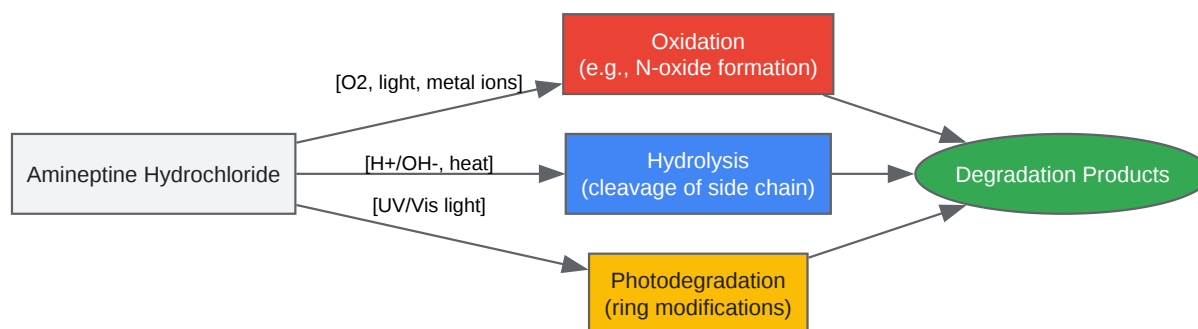 Oxidation
(e.g., N-oxide formation)
[O2, light, metal ions]
Amineptine Hydrochloride
[H+/OH-, heat]
Hydrolysis
(cleavage of side chain)
Degradation Products
[UV/Vis light]
Photodegradation
(ring modifications)